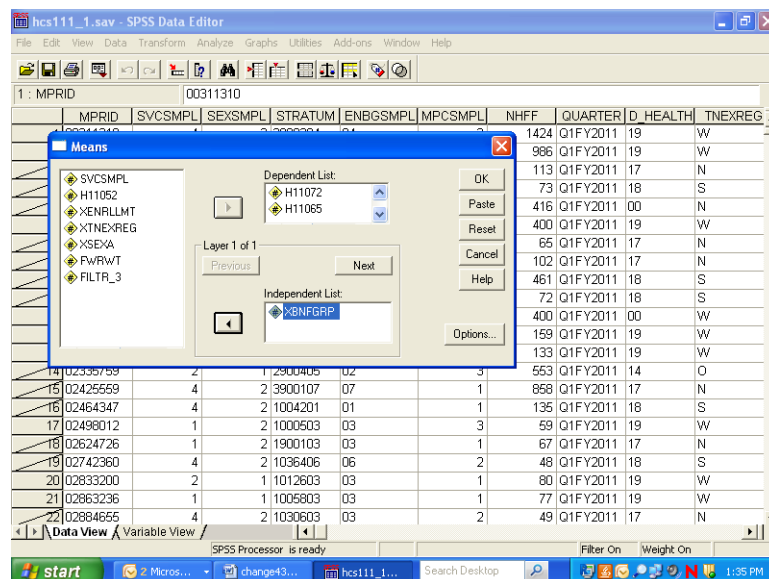 hcs111_1.sav - SPSS Data Editor
File Edit View Data Transform Analyze Graphs Utilities Add-ons Window Help
1 : MPRID 00311310
MPRID SVCSMPL SEXSMPL STRATUM ENBGSMPL MPCSMPL NHFF QUARTER D_HEALTH TNEXREG
1424 Q1FY2011 19 W
Means
986 Q1FY2011 19 W
113 Q1FY2011 17 N
73 Q1FY2011 18 S
416 Q1FY2011 00 N
400 Q1FY2011 19 W
65 Q1FY2011 17 N
102 Q1FY2011 17 N
461 Q1FY2011 18 S
72 Q1FY2011 18 S
400 Q1FY2011 00 W
159 Q1FY2011 19 W
133 Q1FY2011 19 W
SVCSMPL
H11052
XENRLLMT
XTNEXREG
XSEXA
FWRWT
FILTR_3
Dependent List:
H11072
H11065
Layer 1 of 1
Previous Next
Independent List:
XBNFGRP
OK
Paste
Reset
Cancel
Help
Options...
14 02335759 2 1 2900405 02 3 553 Q1FY2011 14 O
15 02425559 4 2 3900107 07 1 858 Q1FY2011 17 N
16 02464347 4 2 1004201 01 1 135 Q1FY2011 18 S
17 02498012 1 2 1000503 03 3 59 Q1FY2011 19 W
18 02624726 1 2 1900103 03 1 67 Q1FY2011 17 N
19 02742360 4 2 1036406 06 2 48 Q1FY2011 18 S
20 02833200 2 1 1012603 03 1 80 Q1FY2011 19 W
21 02863236 1 1 1005803 03 1 77 Q1FY2011 19 W
22 02884655 4 2 1030603 03 2 49 Q1FY2011 17 N
Data View Variable View
SPSS Processor is ready Filter On Weight On
start 2 Micros... change43... hcs111_1... Search Desktop 1:35 PM